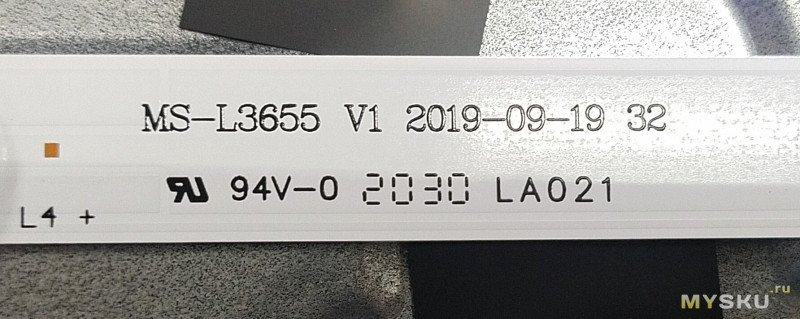 MS-L3655 V1 2019-09-19 32
94V-0 2030 LA021
L4 +
MYSKU.ru